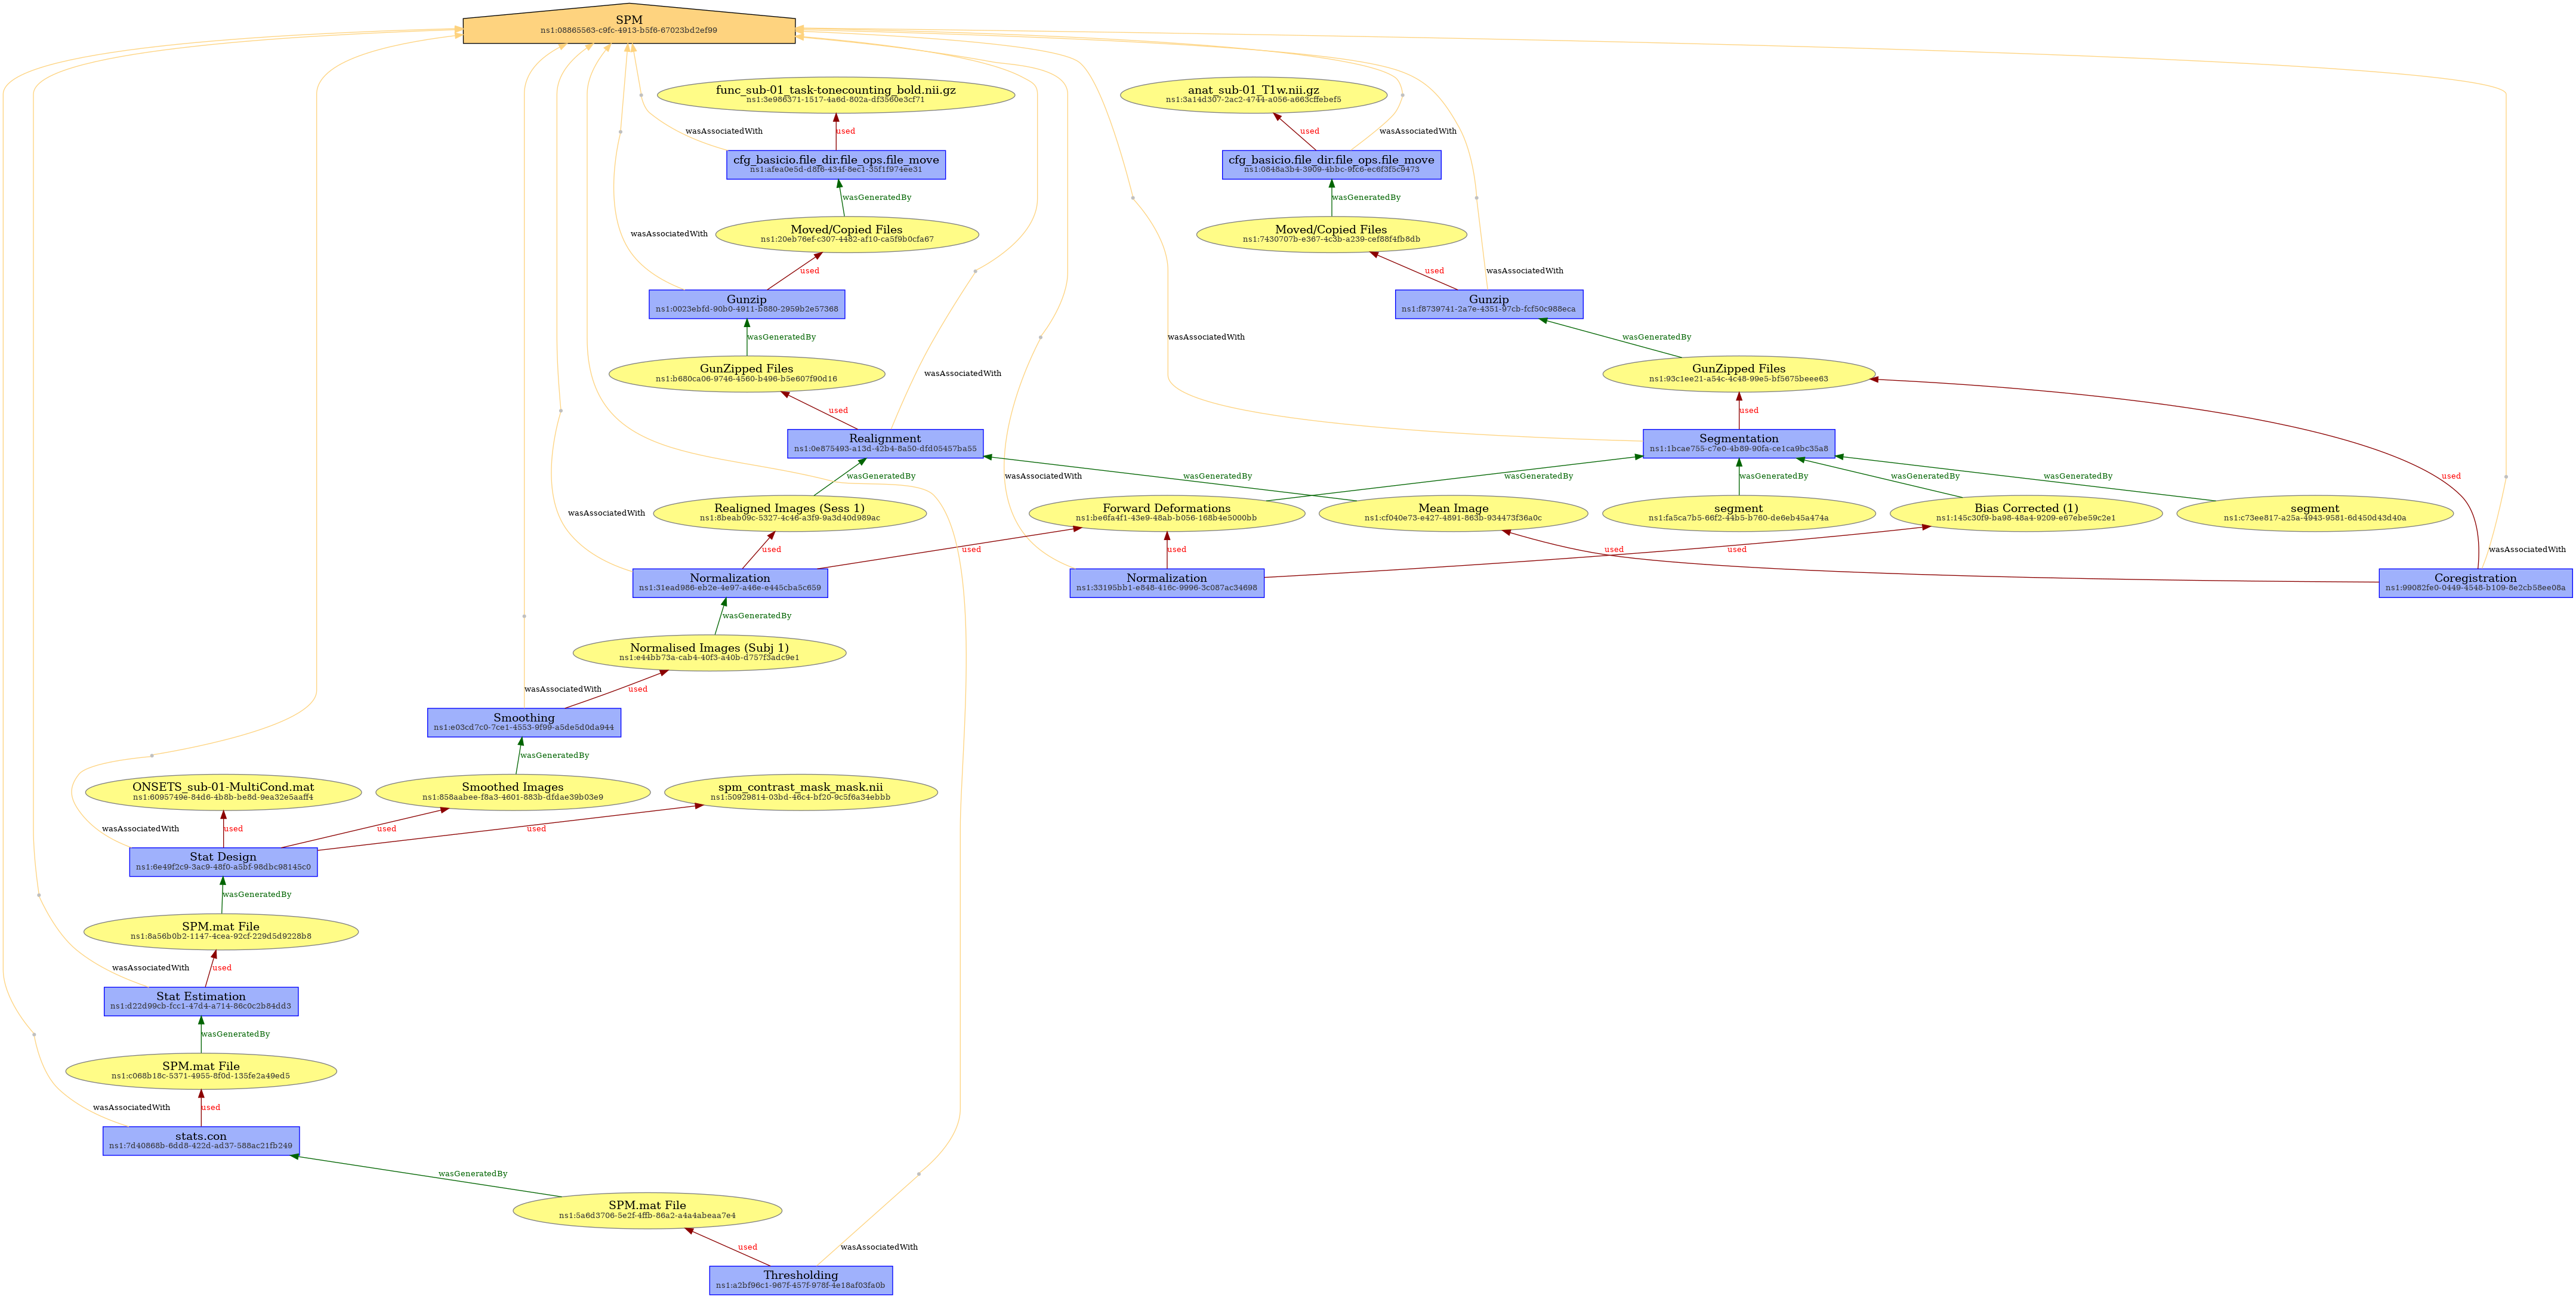 SPM
ns1:08865563-c9fc-4913-b5f6-67023bd2ef99
func_sub-01_task-tonecounting_bold.nii.gz
ns1:3e986371-1517-4a6d-802a-df3560e3cf71
anat_sub-01_T1w.nii.gz
ns1:3a14d307-2ac2-4744-a056-a663cffebef5
wasAssociatedWith
used
used
wasAssociatedWith
cfg_basicio.file_dir.file_ops.file_move
ns1:afea0e5d-d8f6-434f-8ec1-35f1f974ee31
cfg_basicio.file_dir.file_ops.file_move
ns1:0848a3b4-3909-4bbc-9fc6-ec6f3f5c9473
wasGeneratedBy
wasGeneratedBy
wasAssociatedWith
Moved/Copied Files
ns1:20eb76ef-c307-4482-af10-ca5f9b0cfa67
Moved/Copied Files
ns1:7430707b-e367-4c3b-a239-cef88f4fb8db
used
used
wasAssociatedWith
Gunzip
ns1:0023ebfd-90b0-4911-b880-2959b2e57368
Gunzip
ns1:f8739741-2a7e-4351-97cb-fcf50c988eca
wasGeneratedBy
wasAssociatedWith
wasGeneratedBy
GunZipped Files
ns1:b680ca06-9746-4560-b496-b5e607f90d16
wasAssociatedWith
GunZipped Files
ns1:93c1ee21-a54c-4c48-99e5-bf5675beee63
used
used
Realignment
ns1:0e875493-a13d-42b4-8a50-dfd05457ba55
Segmentation
ns1:1bcae755-c7e0-4b89-90fa-ce1ca9bc35a8
wasGeneratedBy
wasAssociatedWith
wasGeneratedBy
wasGeneratedBy
wasGeneratedBy
wasGeneratedBy
wasGeneratedBy
used
wasAssociatedWith
Realigned Images (Sess 1)
ns1:8beab09c-5327-4c46-a3f9-9a3d40d989ac
Forward Deformations
ns1:be6fa4f1-43e9-48ab-b056-168b4e5000bb
Mean Image
ns1:cf040e73-e427-4891-863b-934473f36a0c
segment
ns1:fa5ca7b5-66f2-44b5-b760-de6eb45a474a
Bias Corrected (1)
ns1:145c30f9-ba98-48a4-9209-e67ebe59c2e1
segment
ns1:c73ee817-a25a-4943-9581-6d450d43d40a
used
used
used
used
used
wasAssociatedWith
Normalization
ns1:31ead986-eb2e-4e97-a46e-e445cba5c659
Normalization
ns1:33195bb1-e848-416c-9996-3c087ac34698
Coregistration
ns1:99082fe0-0449-4548-b109-8e2cb58ee08a
wasGeneratedBy
Normalised Images (Subj 1)
ns1:e44bb73a-cab4-40f3-a40b-d757f3adc9e1
wasAssociatedWith
used
Smoothing
ns1:e03cd7c0-7ce1-4553-9f99-a5de5d0da944
wasGeneratedBy
ONSETS_sub-01-MultiCond.mat
ns1:6095749e-84d6-4b8b-be8d-9ea32e5aaff4
Smoothed Images
ns1:858aabee-f8a3-4601-883b-dfdae39b03e9
spm_contrast_mask_mask.nii
ns1:50929814-03bd-46c4-bf20-9c5f6a34ebbb
wasAssociatedWith
used
used
used
Stat Design
ns1:6e49f2c9-3ac9-48f0-a5bf-98dbc98145c0
wasGeneratedBy
SPM.mat File
ns1:8a56b0b2-1147-4cea-92cf-229d5d9228b8
wasAssociatedWith
used
Stat Estimation
ns1:d22d99cb-fcc1-47d4-a714-86c0c2b84dd3
wasGeneratedBy
SPM.mat File
ns1:c068b18c-5371-4955-8f0d-135fe2a49ed5
wasAssociatedWith
used
stats.con
ns1:7d40868b-6dd8-422d-ad37-588ac21fb249
wasGeneratedBy
SPM.mat File
ns1:5a6d3706-5e2f-4ffb-86a2-a4a4abeaa7e4
used
wasAssociatedWith
Thresholding
ns1:a2bf96c1-967f-457f-978f-4e18af03fa0b